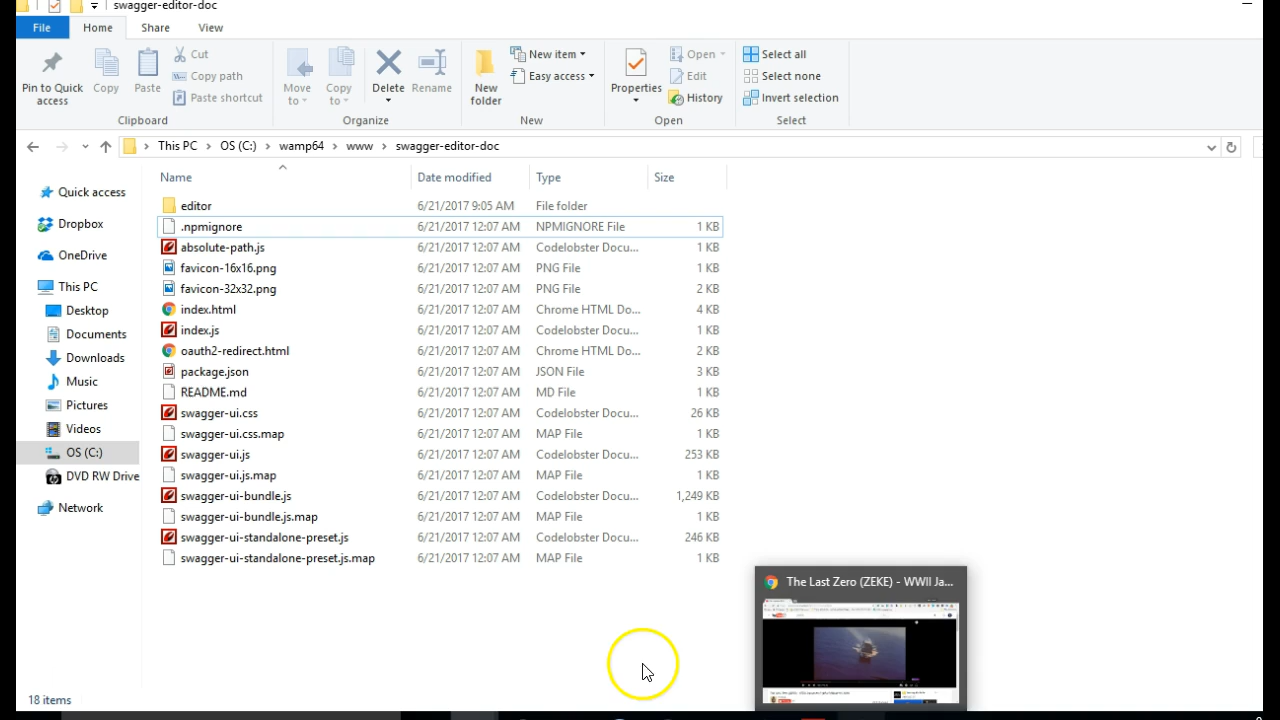 swagger-editor-doc
File Home Share View
Pin to Quick access
Copy
Paste
Cut
Copy path
Paste shortcut
Clipboard
Move to
Copy to
Delete
Rename
Organize
New folder
New item
Easy access
New
Properties
Open
Edit
History
Open
Select all
Select none
Invert selection
Select
This PC OS (C:) wamp64 www swagger-editor-doc
Name Date modified Type Size
Quick access
Dropbox
OneDrive
This PC
Desktop
Documents
Downloads
Music
Pictures
Videos
OS (C:)
DVD RW Drive
Network
editor 6/21/2017 9:05 AM File folder
.npmignore 6/21/2017 12:07 AM NPMIGNORE File 1 KB
absolute-path.js 6/21/2017 12:07 AM Codelobster Docu... 1 KB
favicon-16x16.png 6/21/2017 12:07 AM PNG File 1 KB
favicon-32x32.png 6/21/2017 12:07 AM PNG File 2 KB
index.html 6/21/2017 12:07 AM Chrome HTML Do... 4 KB
index.js 6/21/2017 12:07 AM Codelobster Docu... 1 KB
oauth2-redirect.html 6/21/2017 12:07 AM Chrome HTML Do... 2 KB
package.json 6/21/2017 12:07 AM JSON File 3 KB
README.md 6/21/2017 12:07 AM MD File 1 KB
swagger-ui.css 6/21/2017 12:07 AM Codelobster Docu... 26 KB
swagger-ui.css.map 6/21/2017 12:07 AM MAP File 1 KB
swagger-ui.js 6/21/2017 12:07 AM Codelobster Docu... 253 KB
swagger-ui.js.map 6/21/2017 12:07 AM MAP File 1 KB
swagger-ui-bundle.js 6/21/2017 12:07 AM Codelobster Docu... 1,249 KB
swagger-ui-bundle.js.map 6/21/2017 12:07 AM MAP File 1 KB
swagger-ui-standalone-preset.js 6/21/2017 12:07 AM Codelobster Docu... 246 KB
swagger-ui-standalone-preset.js.map 6/21/2017 12:07 AM MAP File 1 KB
The Last Zero (ZEKE) - WWII Ja...
18 items